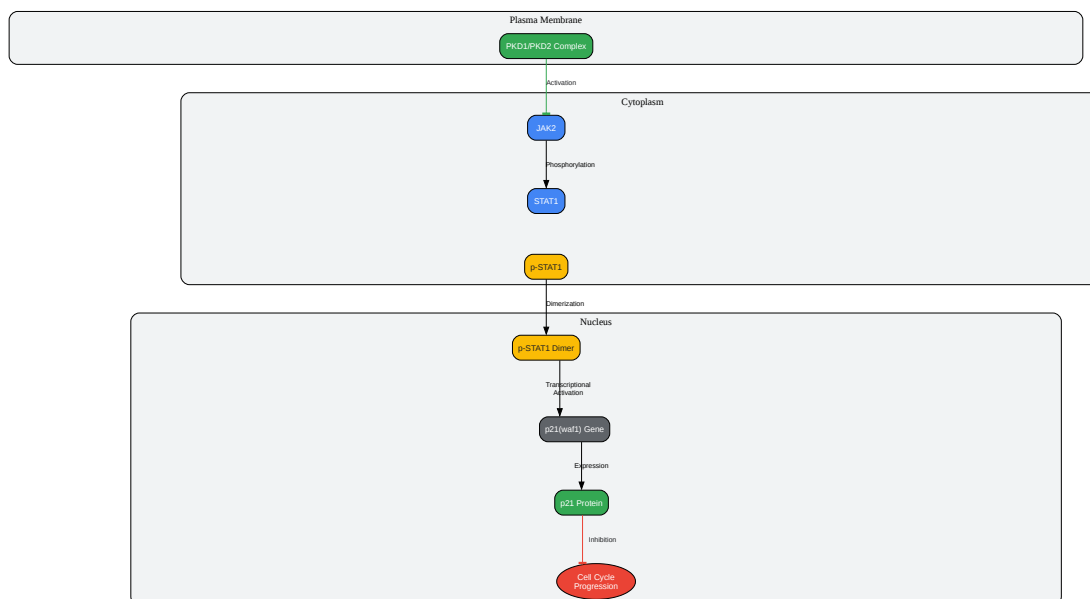 Plasma Membrane
PKD1/PKD2 Complex
Activation
Cytoplasm
JAK2
Phosphorylation
STAT1
p-STAT1
Dimerization
Nucleus
p-STAT1 Dimer
Transcriptional
Activation
p21(waf1) Gene
Expression
p21 Protein
Inhibition
Cell Cycle
Progression